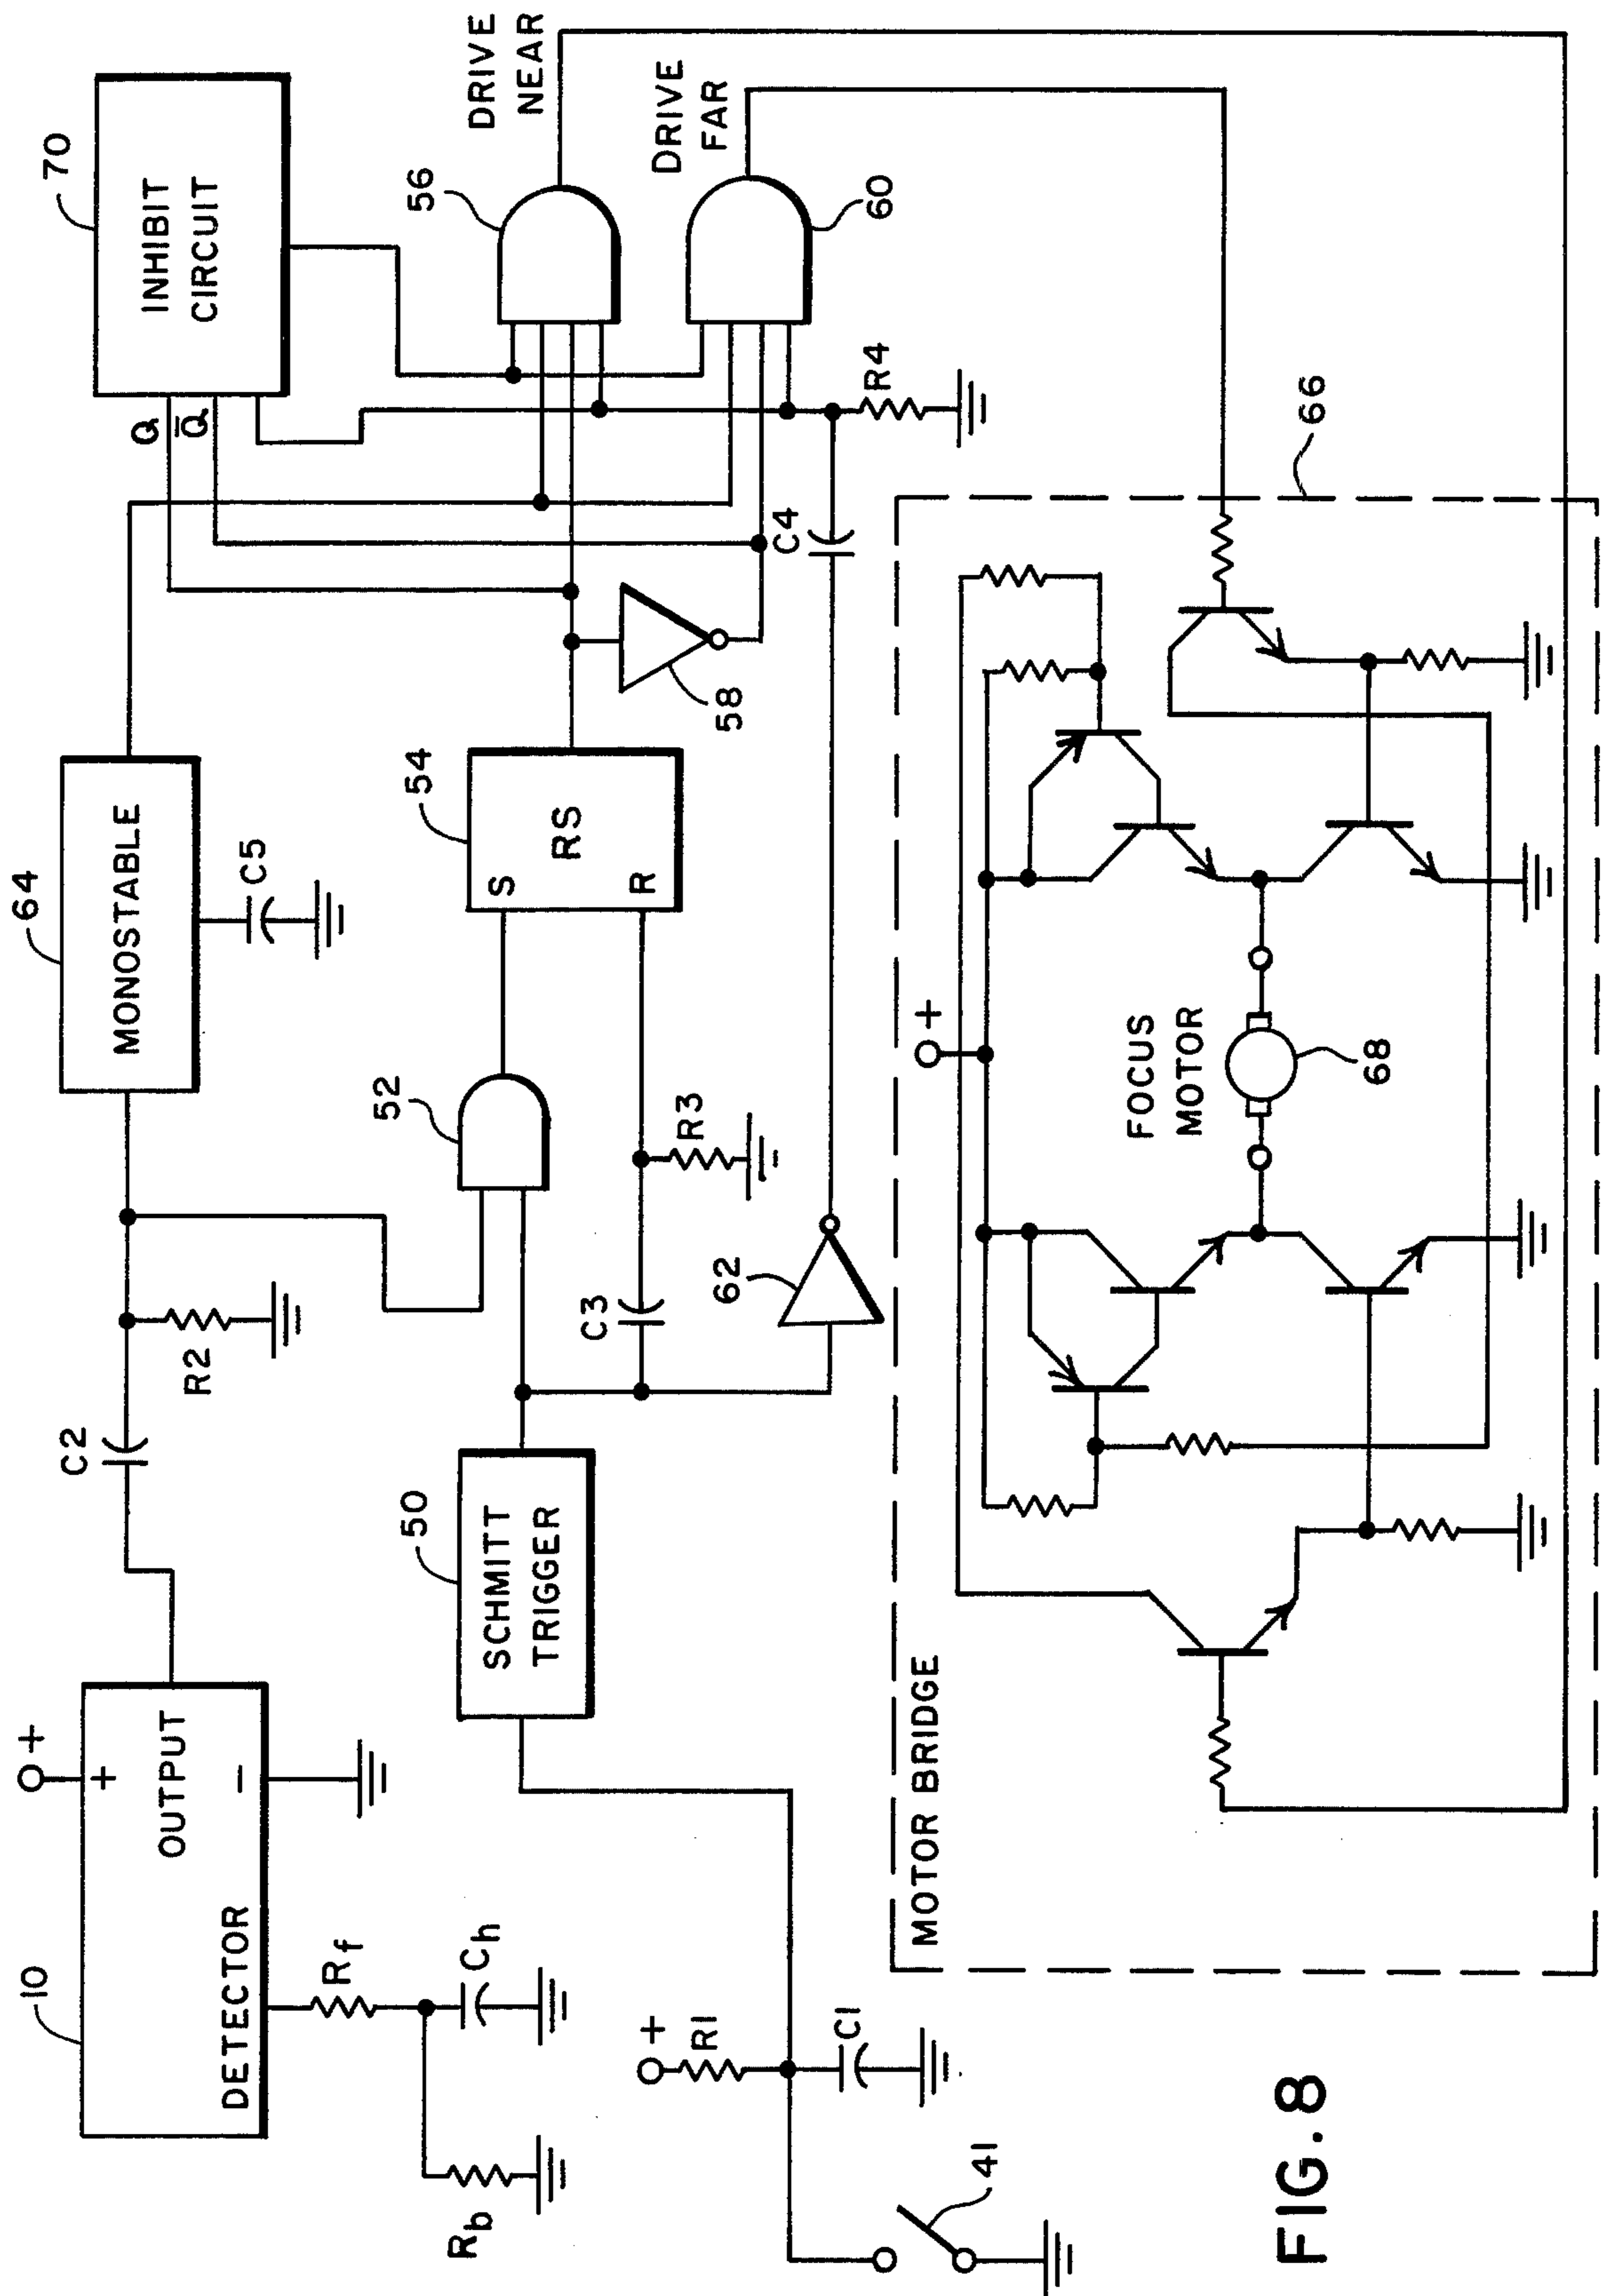 10
+
+
OUTPUT
−
DETECTOR
Rf
Ch
Rb
C2
R2
64
MONOSTABLE
C5
70
INHIBIT
CIRCUIT
Q
Q̅
+
R1
C1
41
50
SCHMITT
TRIGGER
52
C3
R3
62
54
S
RS
R
58
C4
R4
56
DRIVE
NEAR
60
DRIVE
FAR
MOTOR BRIDGE
66
+
FOCUS
MOTOR
68
FIG. 8